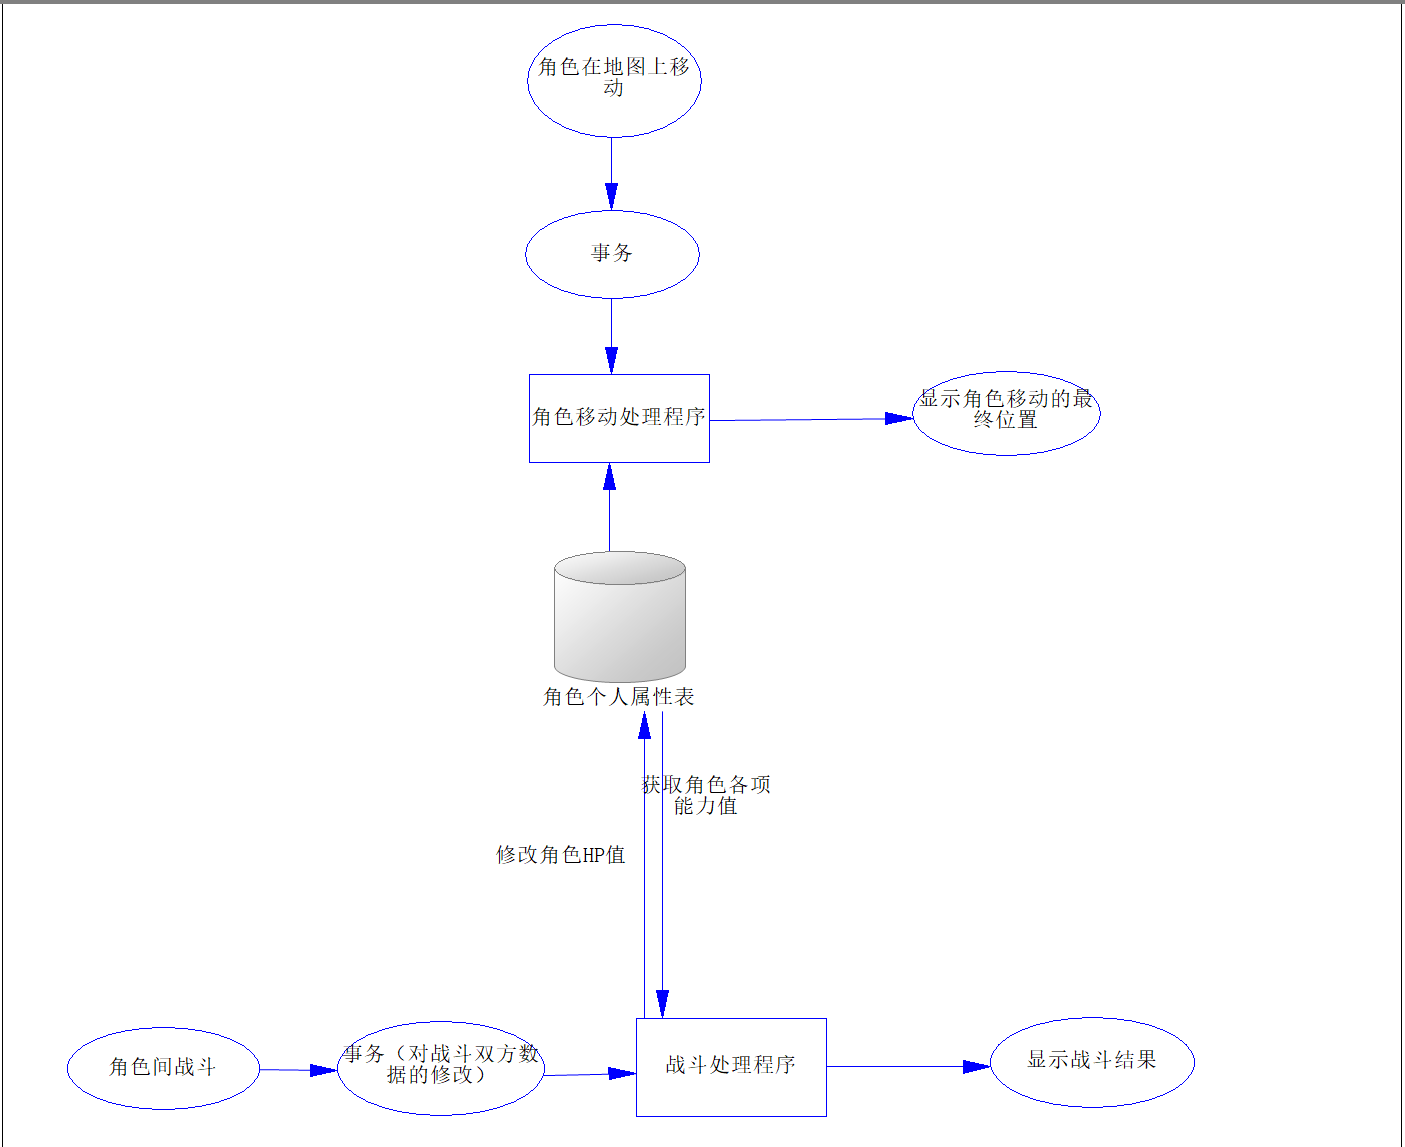 角色在地图上移
动
事务
角色移动处理程序
显示角色移动的最
终位置
角色个人属性表
获取角色各项
能力值
修改角色HP值
角色间战斗
事务（对战斗双方数
据的修改）
战斗处理程序
显示战斗结果